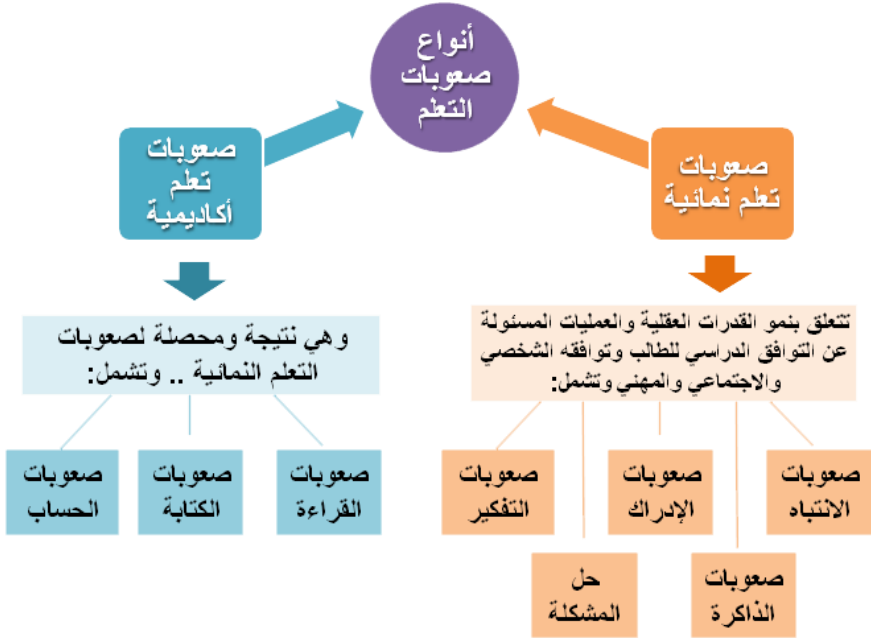 أنواع
صعوبات
التعلم
صعوبات
تعلم نمائية
صعوبات
تعلم
أكاديمية
تتعلق بنمو القدرات العقلية والعمليات المسئولة
عن التوافق الدراسي للطالب وتوافقه الشخصي
والاجتماعي والمهني وتشمل:
وهي نتيجة ومحصلة لصعوبات
التعلم النمائية .. وتشمل:
صعوبات
الانتباه
صعوبات
الإدراك
صعوبات
التفكير
صعوبات
الذاكرة
حل
المشكلة
صعوبات
القراءة
صعوبات
الكتابة
صعوبات
الحساب